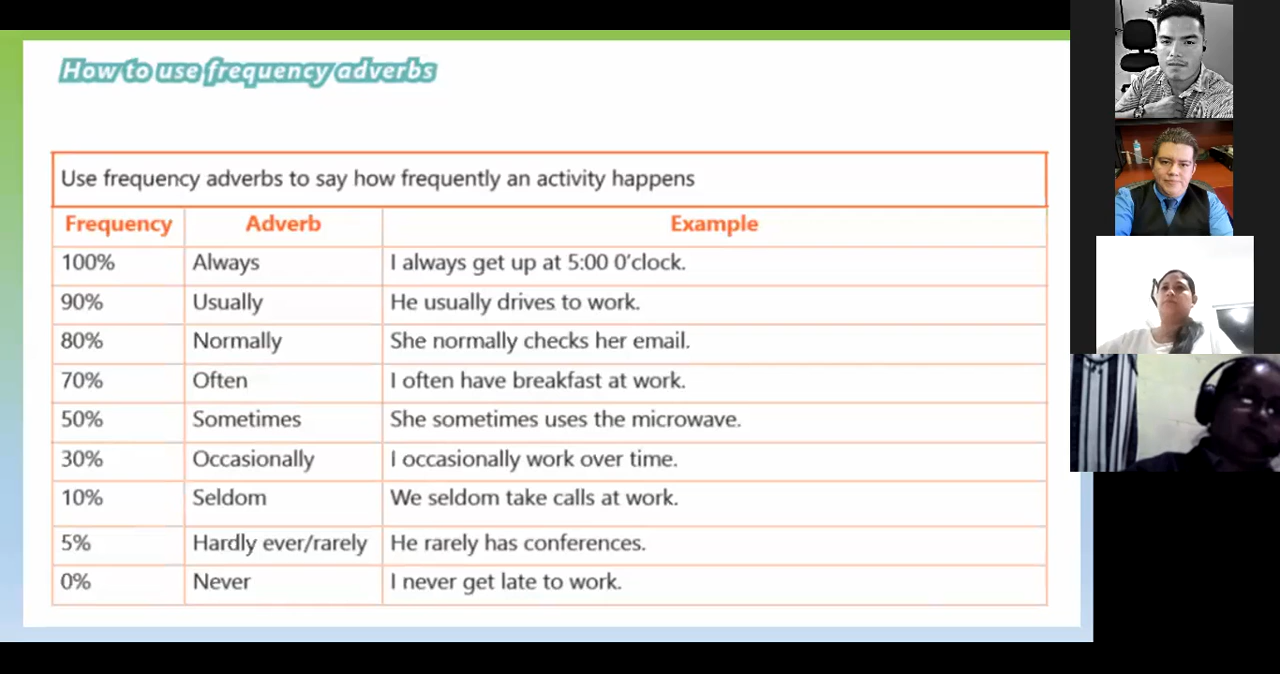 How to use frequency adverbs
Use frequency adverbs to say how frequently an activity happens
Frequency Adverb Example
100% Always I always get up at 5:00 0'clock.
90% Usually He usually drives to work.
80% Normally She normally checks her email.
70% Often I often have breakfast at work.
50% Sometimes She sometimes uses the microwave.
30% Occasionally I occasionally work over time.
10% Seldom We seldom take calls at work.
5% Hardly ever/rarely He rarely has conferences.
0% Never I never get late to work.